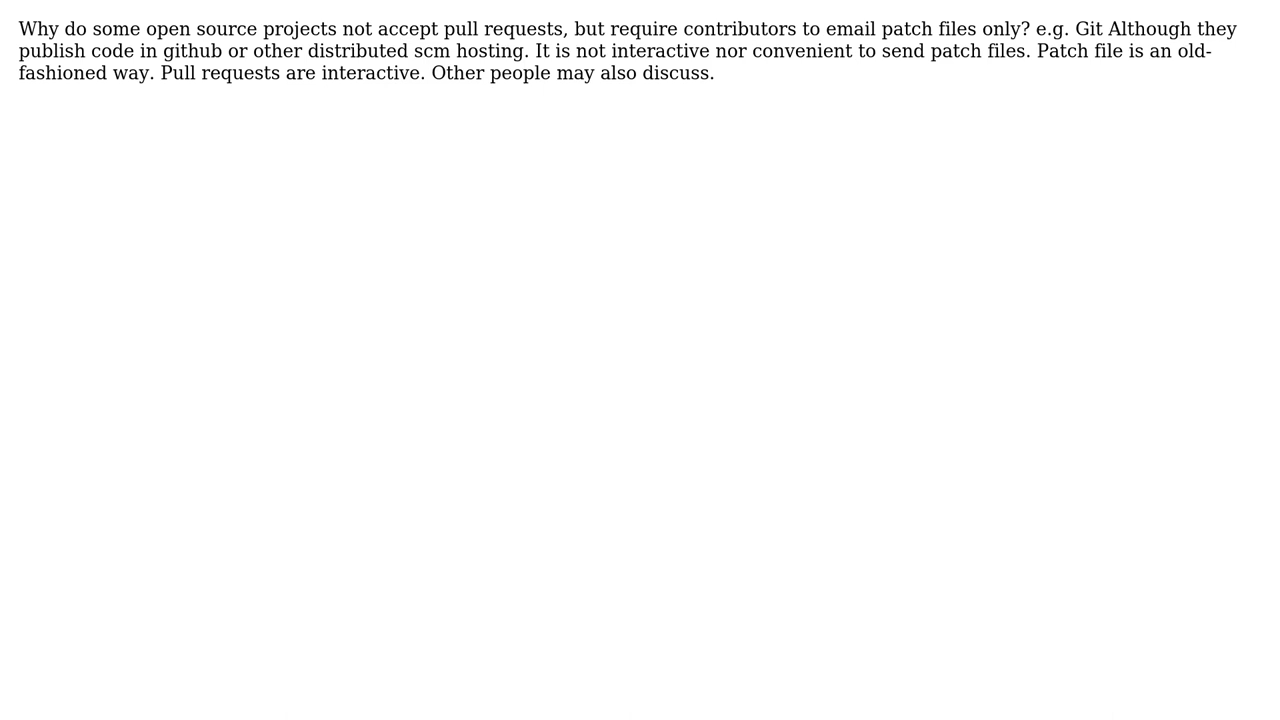 Why do some open source projects not accept pull requests, but require contributors to email patch files only? e.g. Git Although they
publish code in github or other distributed scm hosting. It is not interactive nor convenient to send patch files. Patch file is an old-
fashioned way. Pull requests are interactive. Other people may also discuss.